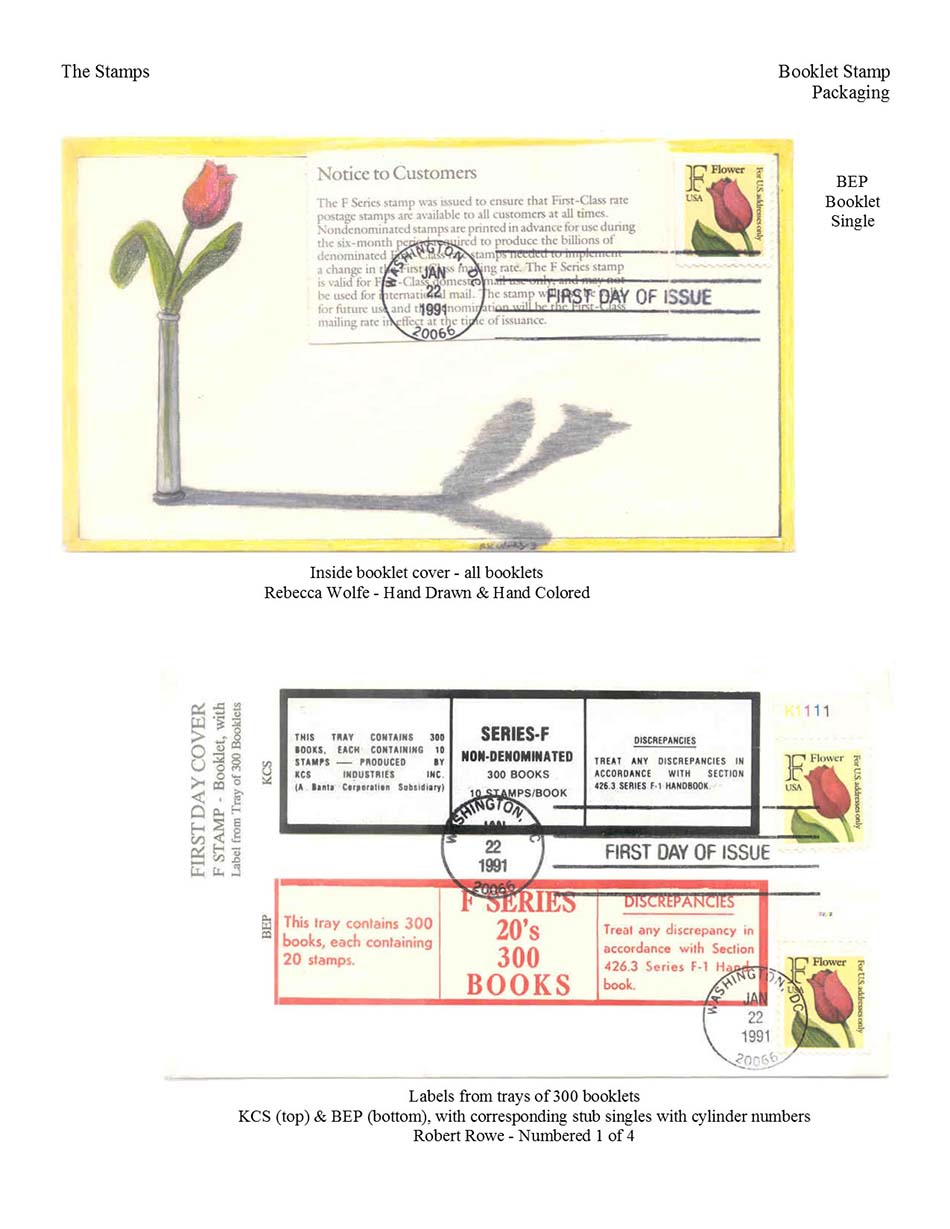 The Stamps
Booklet Stamp
Packaging
BEP
Booklet
Single
Notice to Customers
The F Series stamp was issued to ensure that First-Class rate
postage stamps are available to all customers at all times.
Nondenominated stamps are printed in advance for use during
the six-month period required to produce the billions of
denominated First-Class stamps needed to implement
a change in the First-Class mailing rate. The F Series stamp
is valid for First-Class domestic mail use only, and may not
be used for international mail. The stamp will be
for future use and the denomination will be the First-Class
mailing rate in effect at the time of issuance.
F Flower
USA
For U.S. addresses only
WASHINGTON, DC
JAN
22
1991
20066
FIRST DAY OF ISSUE
Inside booklet cover - all booklets
Rebecca Wolfe - Hand Drawn & Hand Colored
FIRST DAY COVER
F STAMP - Booklet, with
Label from Tray of 300 Booklets
KCS
THIS TRAY CONTAINS 300
BOOKS, EACH CONTAINING 10
STAMPS — PRODUCED BY
KCS INDUSTRIES INC.
(A Banta Corporation Subsidiary)
SERIES-F
NON-DENOMINATED
300 BOOKS
10 STAMPS/BOOK
DISCREPANCIES
TREAT ANY DISCREPANCIES IN
ACCORDANCE WITH SECTION
426.3 SERIES F-1 HANDBOOK.
K1111
F Flower
USA
For U.S. addresses only
WASHINGTON, DC
JAN
22
1991
20066
FIRST DAY OF ISSUE
BEP
This tray contains 300
books, each containing
20 stamps.
F SERIES
20's
300
BOOKS
DISCREPANCIES
Treat any discrepancy in
accordance with Section
426.3 Series F-1 Hand-
book.
F Flower
USA
For U.S. addresses only
WASHINGTON, DC
JAN
22
1991
20066
Labels from trays of 300 booklets
KCS (top) & BEP (bottom), with corresponding stub singles with cylinder numbers
Robert Rowe - Numbered 1 of 4